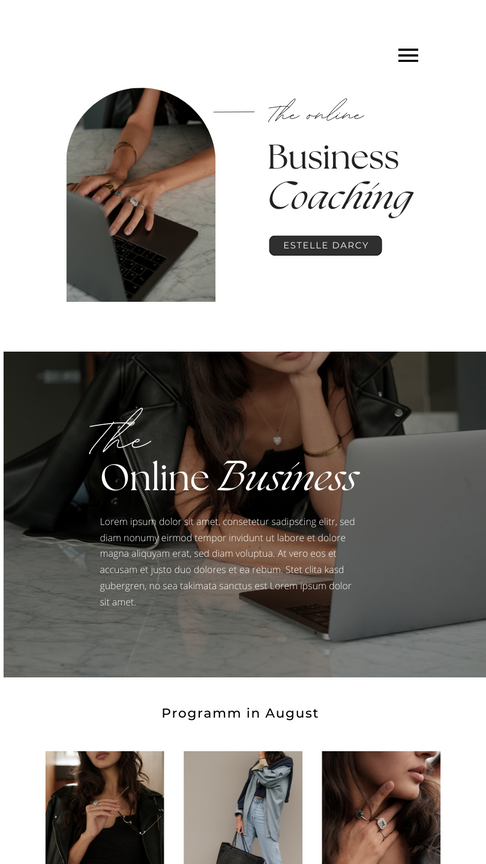 The online
Business
Coaching
ESTELLE DARCY
The
Online Business
Lorem ipsum dolor sit amet, consetetur sadipscing elitr, sed
diam nonumy eirmod tempor invidunt ut labore et dolore
magna aliquyam erat, sed diam voluptua. At vero eos et
accusam et justo duo dolores et ea rebum. Stet clita kasd
gubergren, no sea takimata sanctus est Lorem ipsum dolor
sit amet.
Programm in August